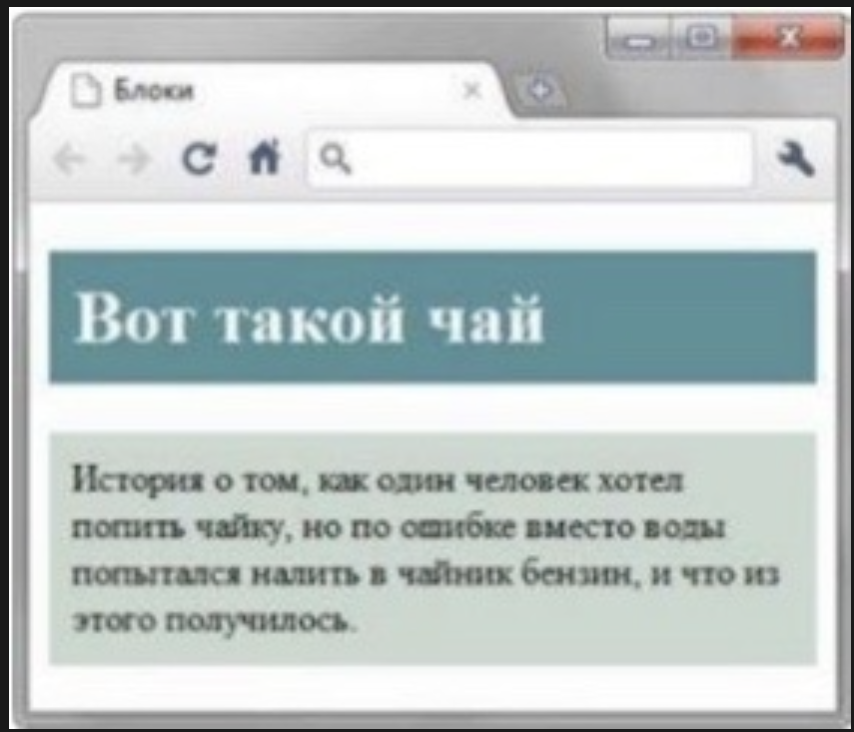 Блоки
Вот такой чай
История о том, как один человек хотел
попить чайку, но по ошибке вместо воды
попытался налить в чайник бензин, и что из
этого получилось.